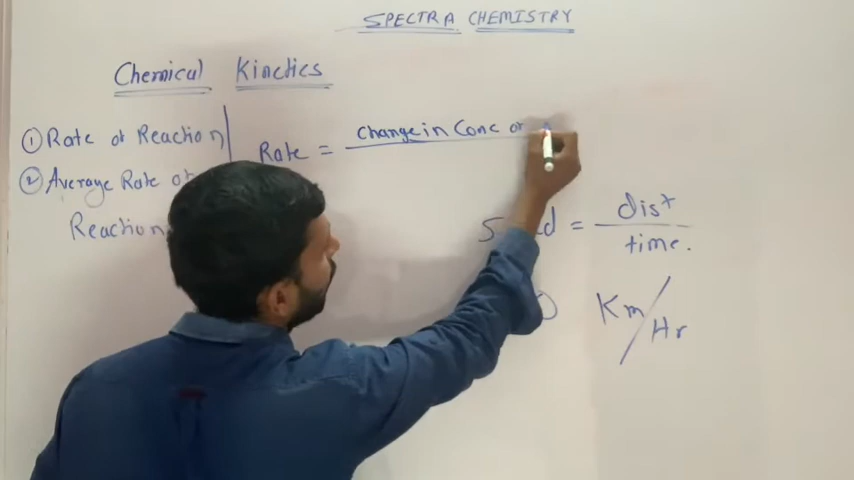 SPECTRA CHEMISTRY
Chemical Kinetics
① Rate of Reaction
② Average Rate of
Reaction
Rate = Change in Conc of
= dist
time.
Km/Hr